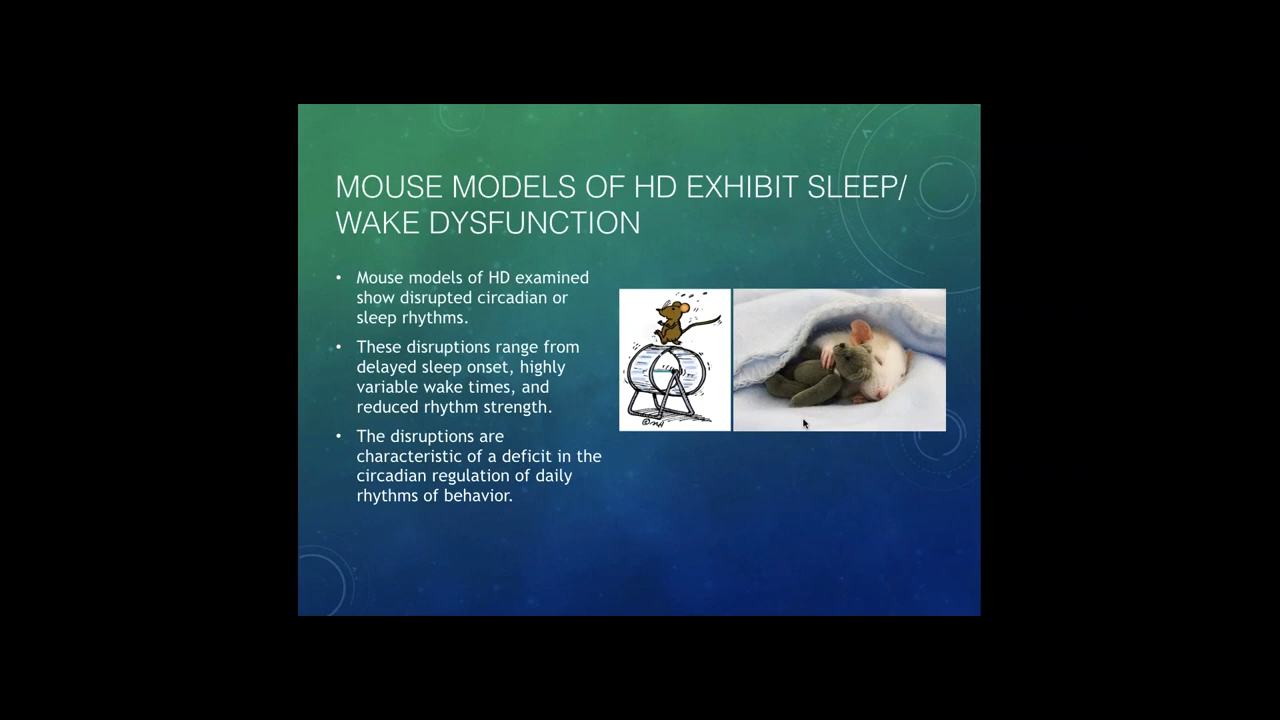 MOUSE MODELS OF HD EXHIBIT SLEEP/
WAKE DYSFUNCTION
• Mouse models of HD examined
show disrupted circadian or
sleep rhythms.
• These disruptions range from
delayed sleep onset, highly
variable wake times, and
reduced rhythm strength.
• The disruptions are
characteristic of a deficit in the
circadian regulation of daily
rhythms of behavior.